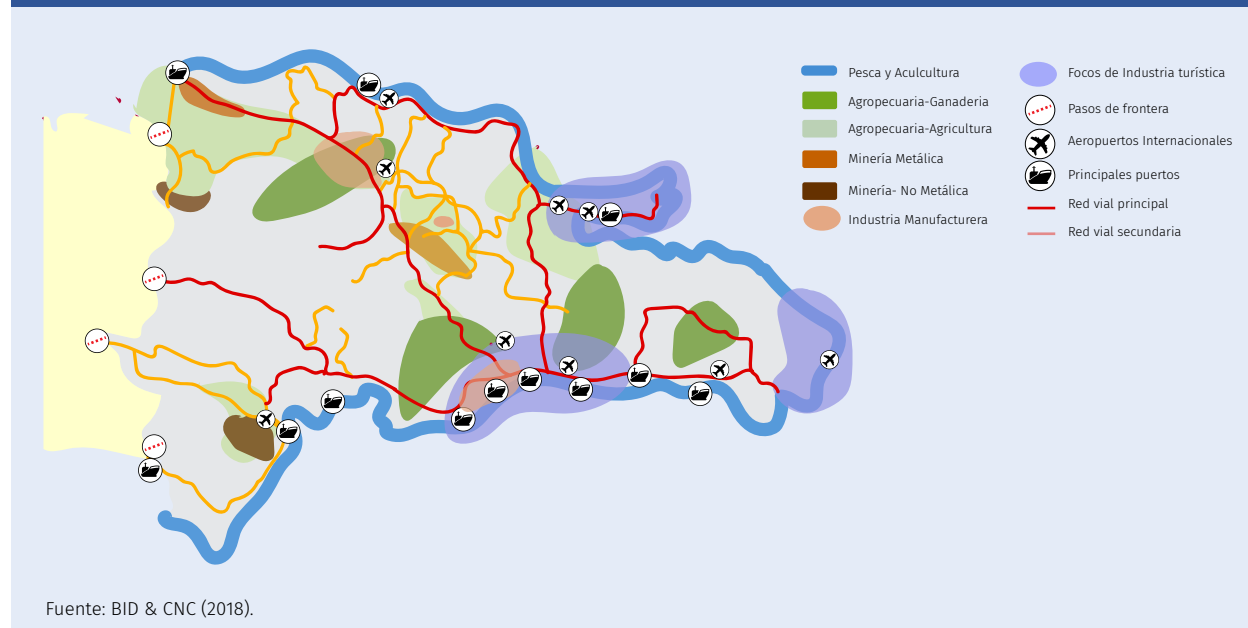 Pesca y Aculcultura
Agropecuaria-Ganaderia
Agropecuaria-Agricultura
Minería Metálica
Minería- No Metálica
Industria Manufacturera
Focos de Industria turística
Pasos de frontera
Aeropuertos Internacionales
Principales puertos
Red vial principal
Red vial secundaria
Fuente: BID & CNC (2018).